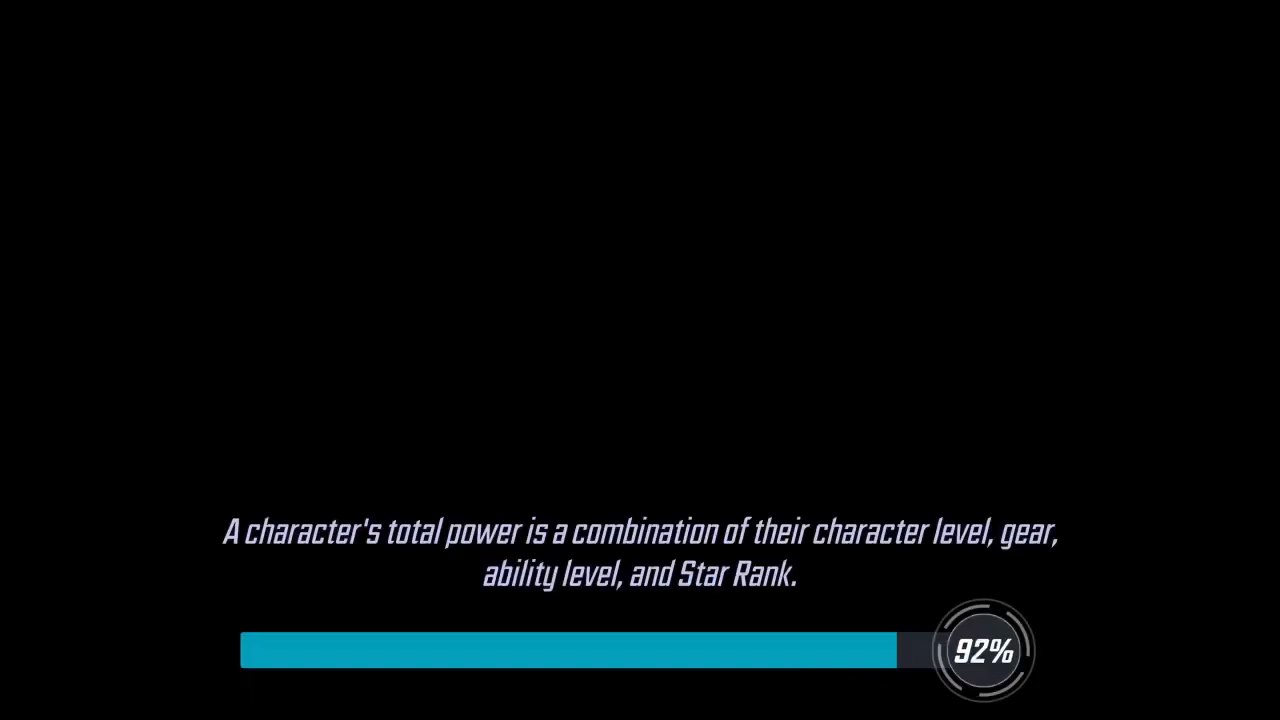 A character's total power is a combination of their character level, gear,
ability level, and Star Rank.
92%